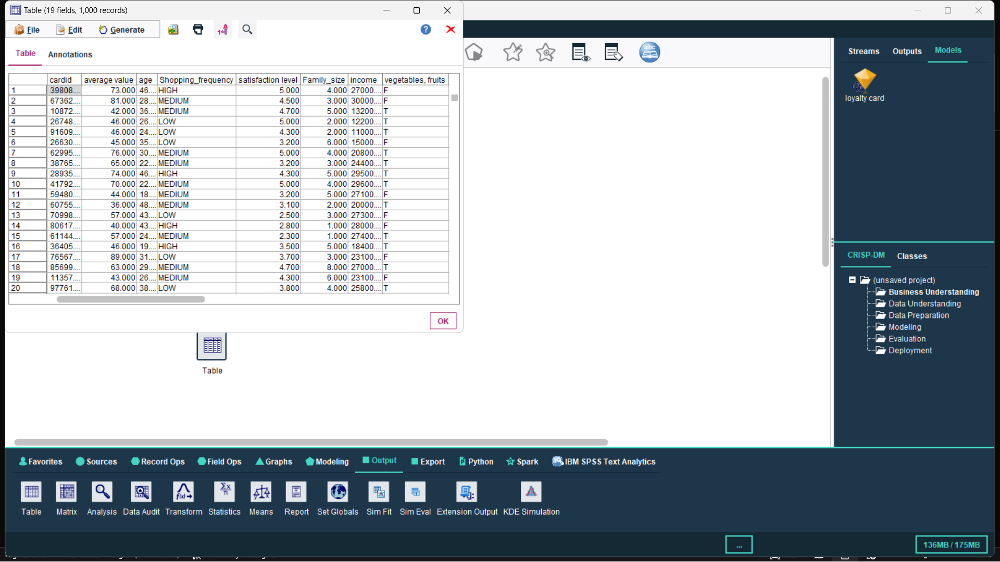 Table (19 fields, 1,000 records)
File Edit Generate
Table Annotations
cardid average value age Shopping_frequency satisfaction level Family_size income vegetables, fruits
1 39808.... 73.000 46.... HIGH 5.000 4.000 27000.... F
2 67362.... 81.000 28.... MEDIUM 4.500 3.000 30000.... F
3 10872.... 42.000 36.... MEDIUM 4.700 5.000 13200.... T
4 26748.... 46.000 26.... LOW 5.000 2.000 12200.... T
5 91609.... 46.000 24.... LOW 4.300 2.000 11000.... T
6 26630.... 45.000 35.... LOW 3.200 6.000 15000.... F
7 62995.... 76.000 30.... MEDIUM 5.000 4.000 20800.... T
8 38765.... 65.000 22.... MEDIUM 3.200 3.000 24400.... T
9 28935.... 74.000 46.... HIGH 4.300 5.000 29500.... T
10 41792.... 70.000 22.... MEDIUM 5.000 4.000 29600.... T
11 59480.... 44.000 18.... MEDIUM 3.200 5.000 27100.... F
12 60755.... 36.000 48.... MEDIUM 3.100 2.000 20000.... T
13 70998.... 57.000 43.... LOW 2.500 3.000 27300.... F
14 80617.... 40.000 43.... HIGH 2.800 1.000 28000.... F
15 61144.... 57.000 24.... MEDIUM 2.300 1.000 27400.... T
16 36405.... 46.000 19.... HIGH 3.500 5.000 18400.... T
17 76567.... 89.000 31.... LOW 3.700 3.000 23100.... F
18 85699.... 63.000 29.... MEDIUM 4.700 8.000 27000.... T
19 11357.... 43.000 26.... MEDIUM 4.300 6.000 23100.... F
20 97761.... 68.000 38.... LOW 3.800 4.000 25800.... T
OK
Table
abc
Streams Outputs Models
loyalty card
CRISP-DM Classes
(unsaved project)
Business Understanding
Data Understanding
Data Preparation
Modeling
Evaluation
Deployment
Favorites Sources Record Ops Field Ops Graphs Modeling Output Export Python Spark IBM SPSS Text Analytics
Table Matrix Analysis Data Audit Transform Statistics Means Report Set Globals Sim Fit Sim Eval Extension Output KDE Simulation
... 136MB / 175MB